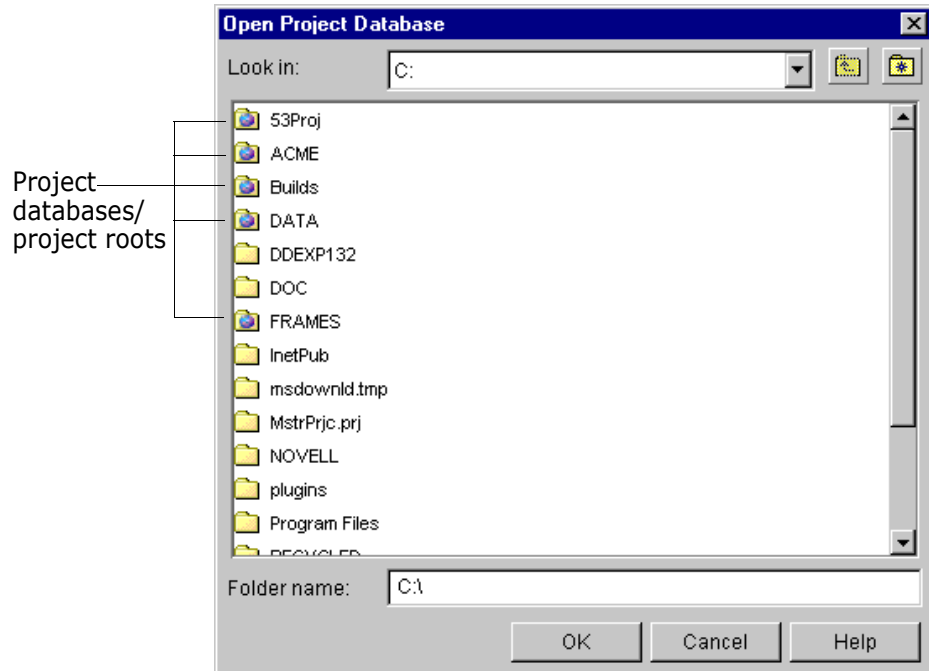 Open Project Database
Look in:
C:
53Proj
ACME
Builds
DATA
DDEXP132
DOC
FRAMES
InetPub
msdownld.tmp
MstrPrjc.prj
NOVELL
plugins
Program Files
Project
databases/
project roots
Folder name:
C:\
OK
Cancel
Help